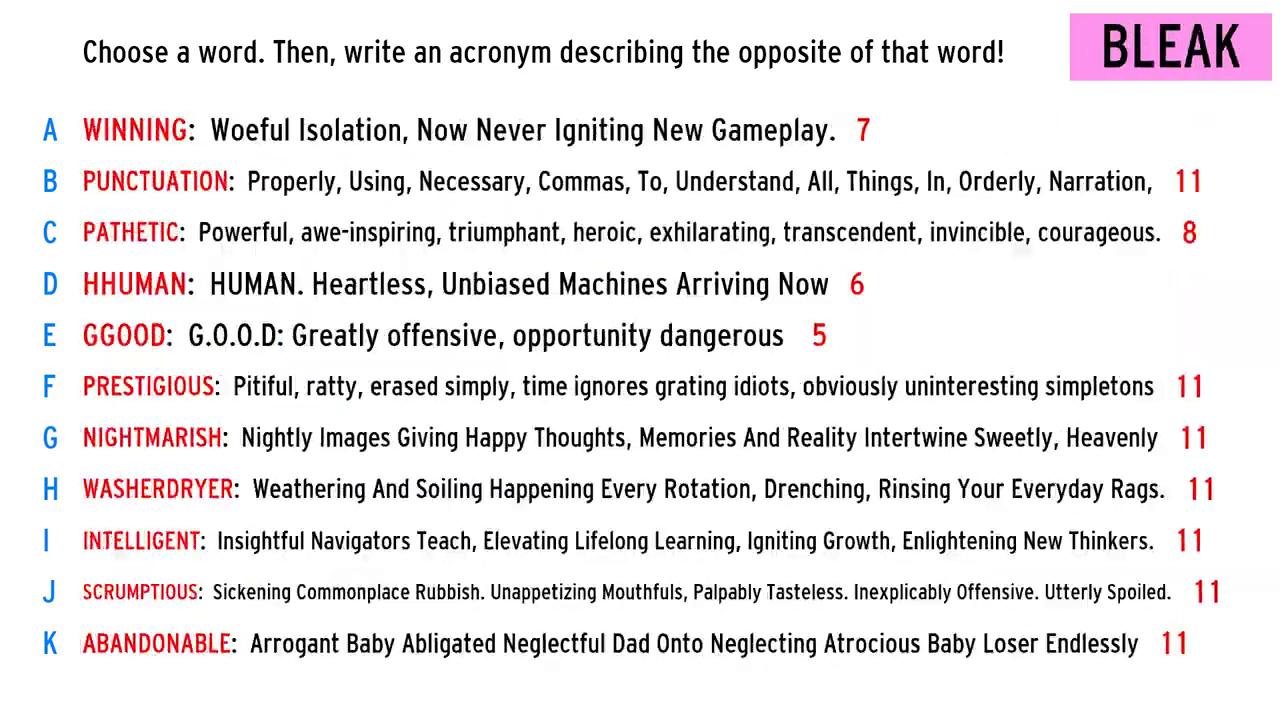 Choose a word. Then, write an acronym describing the opposite of that word!
BLEAK
A WINNING: Woeful Isolation, Now Never Igniting New Gameplay. 7
B PUNCTUATION: Properly, Using, Necessary, Commas, To, Understand, All, Things, In, Orderly, Narration, 11
C PATHETIC: Powerful, awe-inspiring, triumphant, heroic, exhilarating, transcendent, invincible, courageous. 8
D HHUMAN: HUMAN. Heartless, Unbiased Machines Arriving Now 6
E GGOOD: G.O.O.D: Greatly offensive, opportunity dangerous 5
F PRESTIGIOUS: Pitiful, ratty, erased simply, time ignores grating idiots, obviously uninteresting simpletons 11
G NIGHTMARISH: Nightly Images Giving Happy Thoughts, Memories And Reality Intertwine Sweetly, Heavenly 11
H WASHERDRYER: Weathering And Soiling Happening Every Rotation, Drenching, Rinsing Your Everyday Rags. 11
I INTELLIGENT: Insightful Navigators Teach, Elevating Lifelong Learning, Igniting Growth, Enlightening New Thinkers. 11
J SCRUMPTIOUS: Sickening Commonplace Rubbish. Unappetizing Mouthfuls, Palpably Tasteless. Inexplicably Offensive. Utterly Spoiled. 11
K ABANDONABLE: Arrogant Baby Abligated Neglectful Dad Onto Neglecting Atrocious Baby Loser Endlessly 11